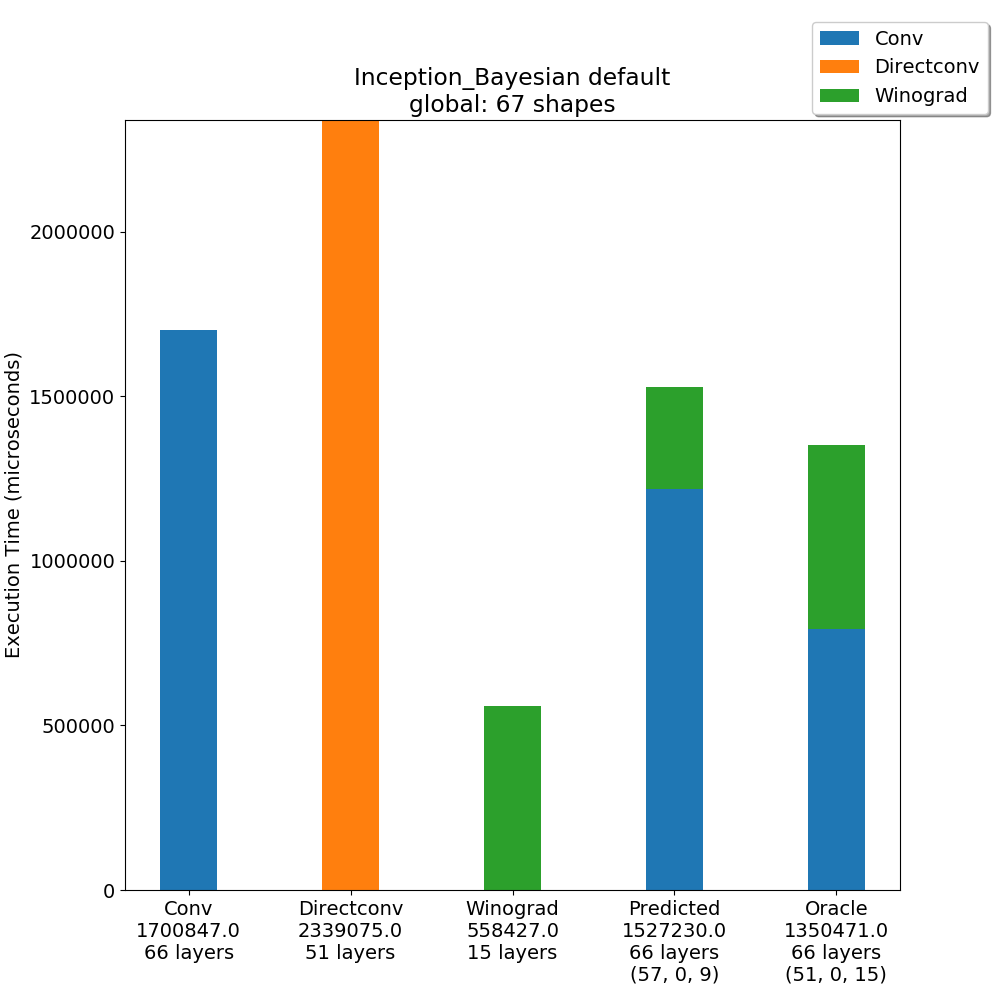 Conv
Directconv
Winograd
Inception_Bayesian default
global: 67 shapes
Execution Time (microseconds)
2000000
1500000
1000000
500000
0
Conv
1700847.0
66 layers
Directconv
2339075.0
51 layers
Winograd
558427.0
15 layers
Predicted
1527230.0
66 layers
(57, 0, 9)
Oracle
1350471.0
66 layers
(51, 0, 15)